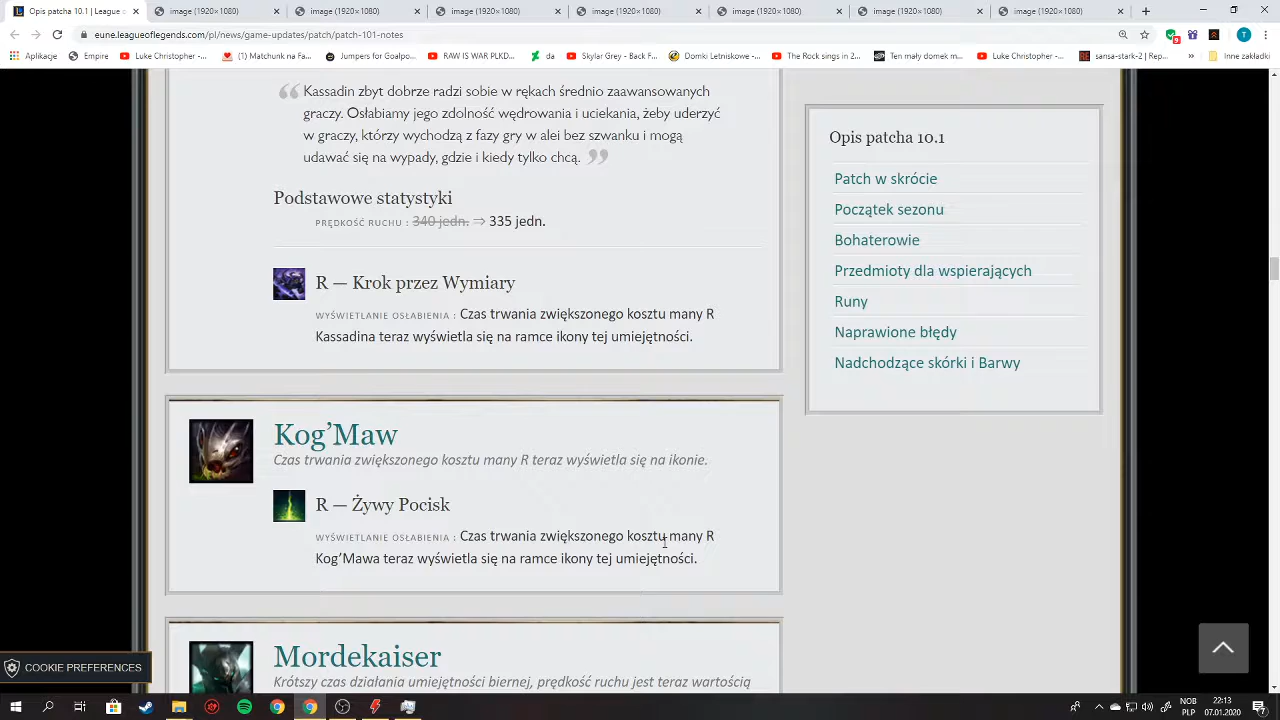 Opis patcha 10.1 | League o
image (1920×1080)
image (1920×1080)
image (1920×1080)
image (1920×1080)
image (1920×1080)
image (1920×1080)
image (1920×1080)
eune.leagueoflegends.com/pl/news/game-updates/patch/patch-101-notes
9
T
Aplikacje
Empire
Luke Christopher -...
(1) Matchunk na Fa...
Jumpers for Goalpo...
RAW IS WAR PLKD...
da
Skylar Grey - Back F...
Domki Letniskowe -...
The Rock sings in 2...
Ten mały domek m...
Luke Christopher -...
sansa-stark-2 | Rep...
»
Inne zakładki
“ Kassadin zbyt dobrze radzi sobie w rękach średnio zaawansowanych
graczy. Osłabiamy jego zdolność wędrowania i uciekania, żeby uderzyć
w graczy, którzy wychodzą z fazy gry w alei bez szwanku i mogą
udawać się na wypady, gdzie i kiedy tylko chcą. ”
Podstawowe statystyki
PRĘDKOŚĆ RUCHU : 340 jedn. ⇒ 335 jedn.
R — Krok przez Wymiary
WYŚWIETLANIE OSŁABIENIA : Czas trwania zwiększonego kosztu many R
Kassadina teraz wyświetla się na ramce ikony tej umiejętności.
Kog’Maw
Czas trwania zwiększonego kosztu many R teraz wyświetla się na ikonie.
R — Żywy Pocisk
WYŚWIETLANIE OSŁABIENIA : Czas trwania zwiększonego kosztu many R
Kog’Mawa teraz wyświetla się na ramce ikony tej umiejętności.
Mordekaiser
Krótszy czas działania umiejętności biernej, prędkość ruchu jest teraz wartością
Opis patcha 10.1
Patch w skrócie
Początek sezonu
Bohaterowie
Przedmioty dla wspierających
Runy
Naprawione błędy
Nadchodzące skórki i Barwy
COOKIE PREFERENCES
NOB
PLP
22:13
07.01.2020